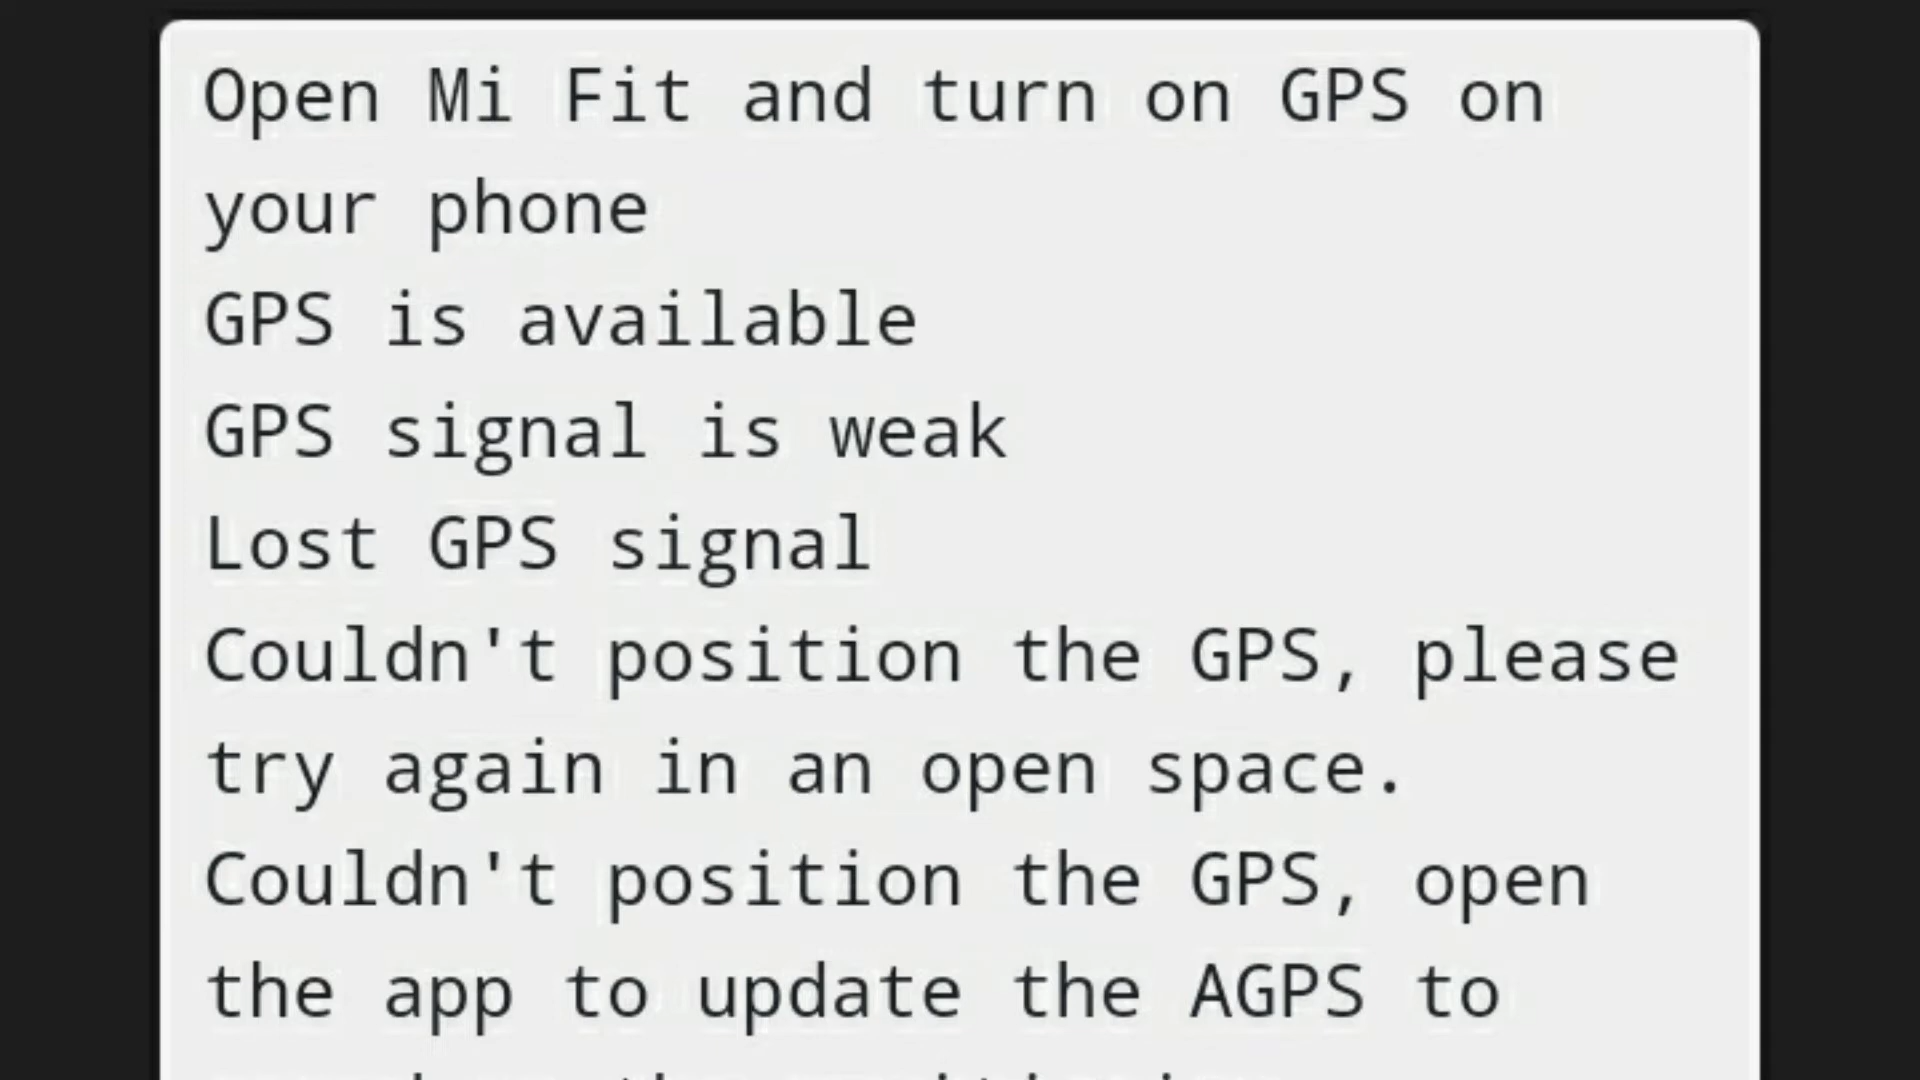 Open Mi Fit and turn on GPS on
your phone
GPS is available
GPS signal is weak
Lost GPS signal
Couldn't position the GPS, please
try again in an open space.
Couldn't position the GPS, open
the app to update the AGPS to